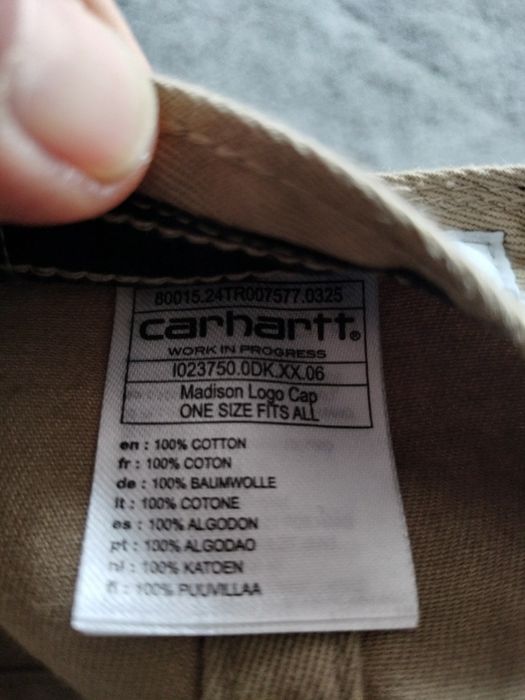 80015.24TR007577.0325
carhartt®
WORK IN PROGRESS
I023750.0DK.XX.06
Madison Logo Cap
ONE SIZE FITS ALL
en : 100% COTTON
fr : 100% COTON
de : 100% BAUMWOLLE
it : 100% COTONE
es : 100% ALGODON
pt : 100% ALGODAO
nl : 100% KATOEN
fi : 100% PUUVILLAA